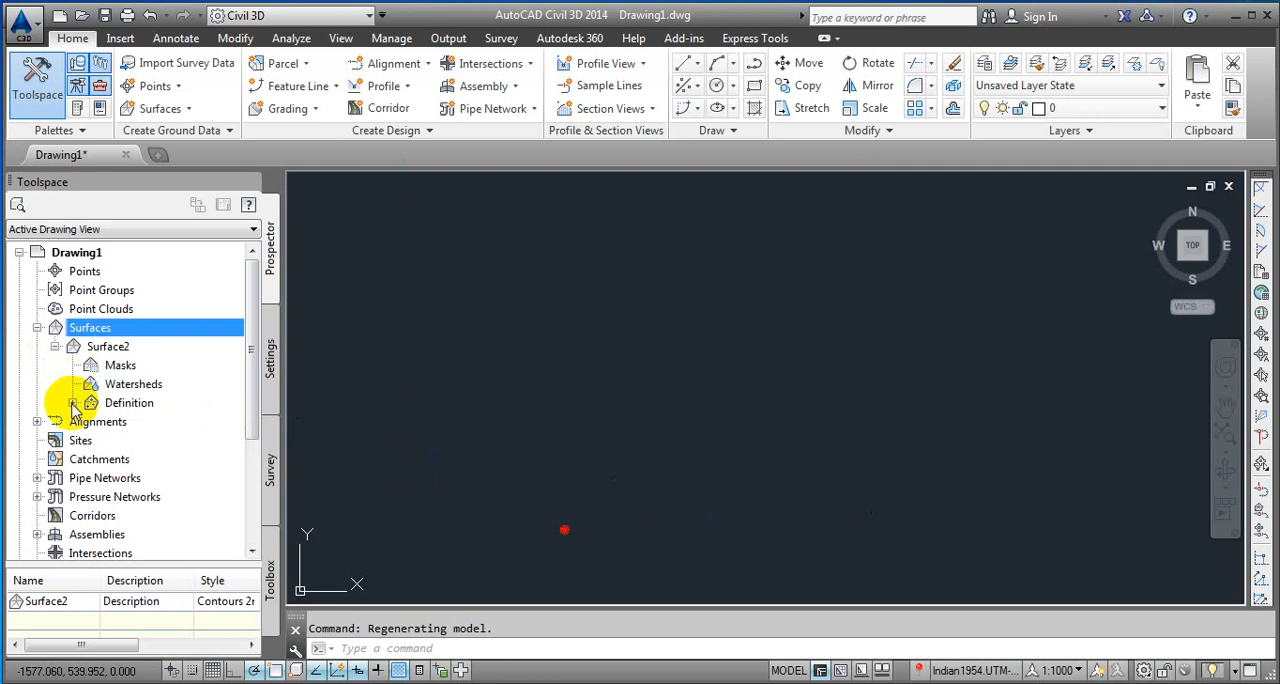 Civil 3D
AutoCAD Civil 3D 2014 Drawing1.dwg
Type a keyword or phrase
Sign In
C3D
Home Insert Annotate Modify Analyze View Manage Output Survey Autodesk 360 Help Add-ins Express Tools
Toolspace
Import Survey Data
Points
Surfaces
Parcel
Feature Line
Grading
Alignment
Profile
Corridor
Intersections
Assembly
Pipe Network
Profile View
Sample Lines
Section Views
Move
Copy
Stretch
Rotate
Mirror
Scale
Unsaved Layer State
0
Paste
Palettes
Create Ground Data
Create Design
Profile & Section Views
Draw
Modify
Layers
Clipboard
Drawing1*
Toolspace
Active Drawing View
Drawing1
Points
Point Groups
Point Clouds
Surfaces
Surface2
Masks
Watersheds
Definition
Alignments
Sites
Catchments
Pipe Networks
Pressure Networks
Corridors
Assemblies
Intersections
Prospector
Settings
Survey
Toolbox
Name Description Style
Surface2 Description Contours 2r
N
W TOP E
S
WCS
Y
X
Command: Regenerating model.
Type a command
-1577.060, 539.952, 0.000
MODEL
Indian1954.UTM-
1:1000